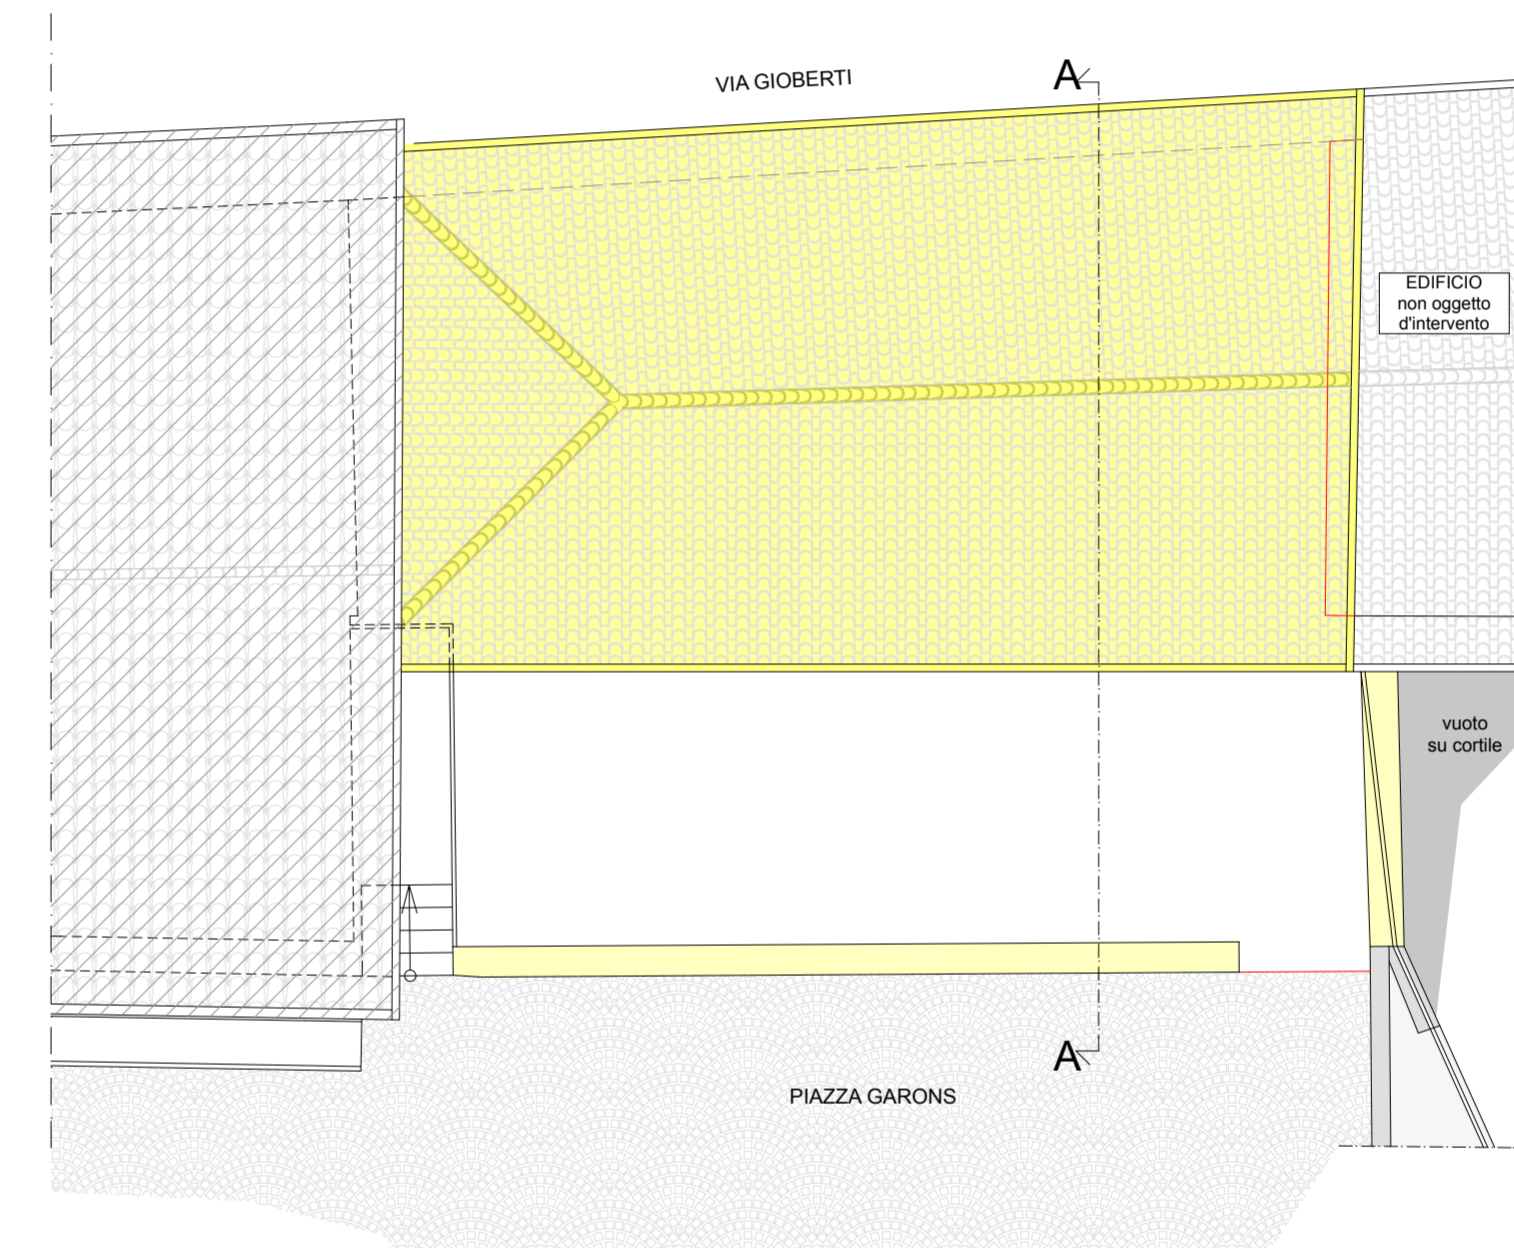 VIA GIOBERTI
A
EDIFICIO
non oggetto
d'intervento
vuoto
su cortile
A
PIAZZA GARONS